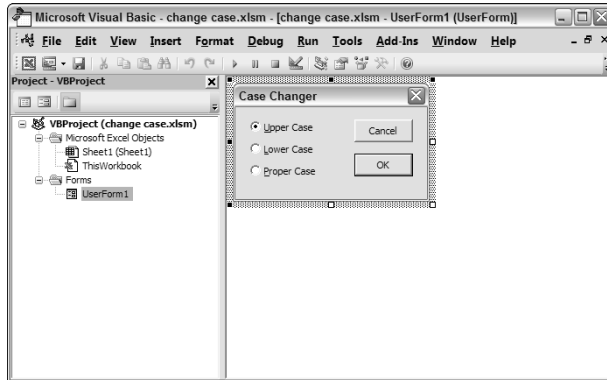 Microsoft Visual Basic - change case.xlsm - [change case.xlsm - UserForm1 (UserForm)]
File Edit View Insert Format Debug Run Tools Add-Ins Window Help
Project - VBProject
VBProject (change case.xlsm)
Microsoft Excel Objects
Sheet1 (Sheet1)
ThisWorkbook
Forms
UserForm1
Case Changer
Upper Case
Cancel
Lower Case
OK
Proper Case